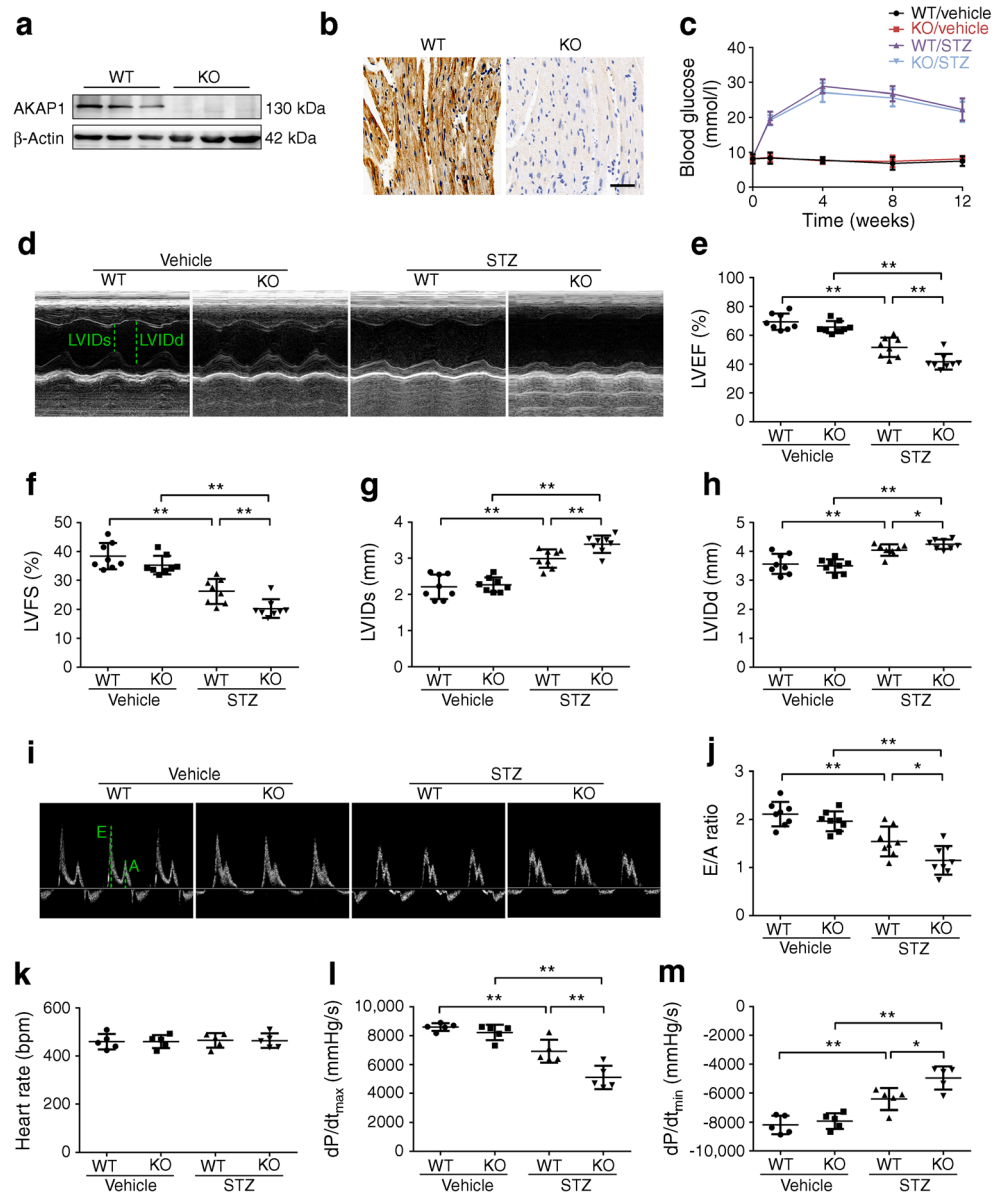 a
WT KO
AKAP1 130 kDa
β-Actin 42 kDa
b
WT KO
c
WT/vehicle
KO/vehicle
WT/STZ
KO/STZ
Blood glucose
(mmol/l)
40
30
20
10
0
0 1 4 8 12
Time (weeks)
d
Vehicle STZ
WT KO WT KO
LVIDs LVIDd
e
** 
** **
LVEF (%)
100
80
60
40
20
0
WT KO WT KO
Vehicle STZ
f
**
** **
LVFS (%)
50
40
30
20
10
0
WT KO WT KO
Vehicle STZ
g
**
** **
LVIDs (mm)
4
3
2
1
0
WT KO WT KO
Vehicle STZ
h
**
** *
LVIDd (mm)
5
4
3
2
1
0
WT KO WT KO
Vehicle STZ
i
Vehicle STZ
WT KO WT KO
E
A
j
**
** *
E/A ratio
3
2
1
0
WT KO WT KO
Vehicle STZ
k
Heart rate (bpm)
600
400
200
0
WT KO WT KO
Vehicle STZ
l
**
** **
dP/dtmax (mmHg/s)
10,000
8000
6000
4000
2000
0
WT KO WT KO
Vehicle STZ
m
**
** *
dP/dtmin (mmHg/s)
0
-2000
-4000
-6000
-8000
-10,000
WT KO WT KO
Vehicle STZ